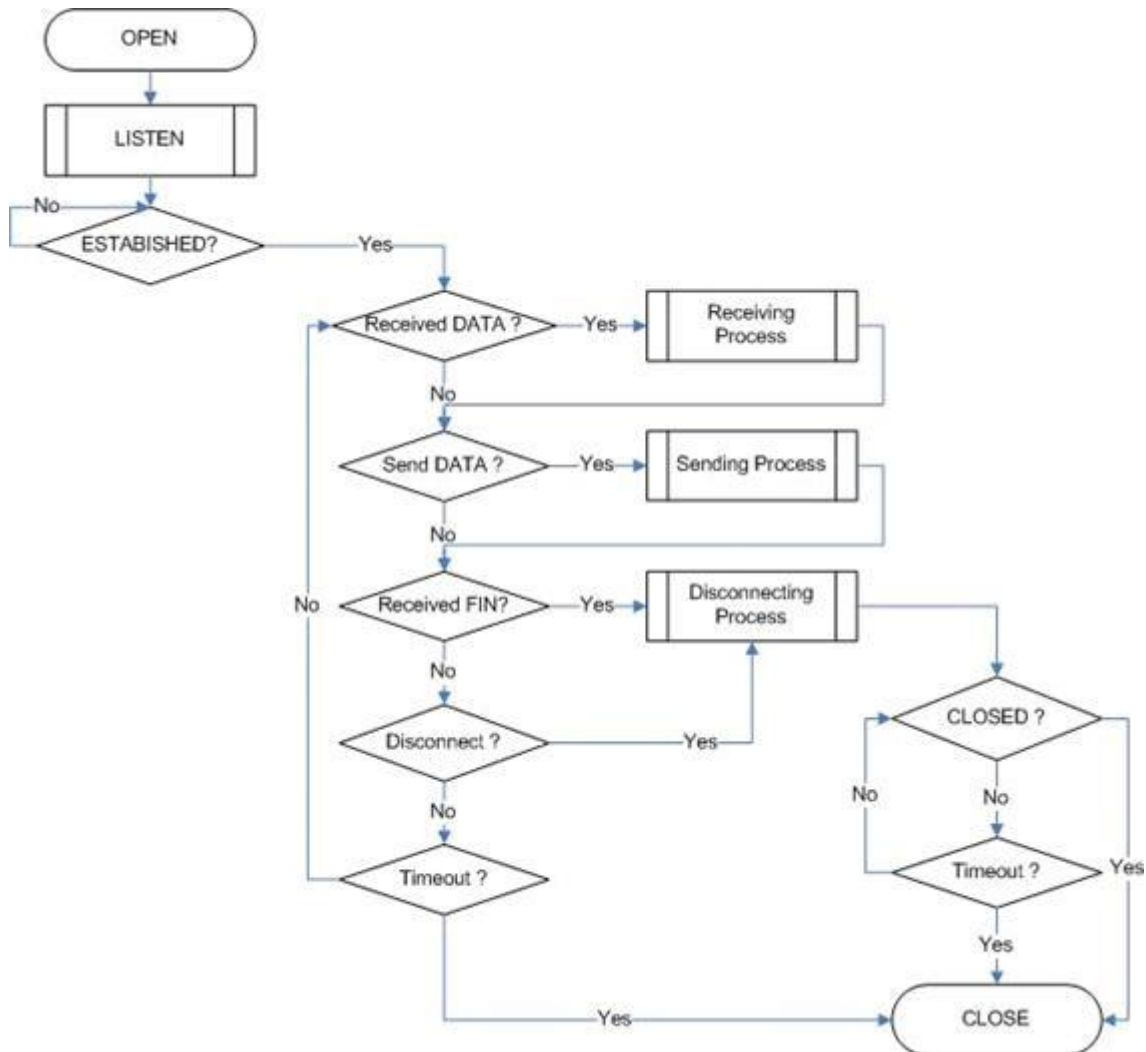 OPEN
LISTEN
No
ESTABISHED?
Yes
Received DATA ?
Yes
Receiving
Process
No
Send DATA ?
Yes
Sending Process
No
No
Received FIN?
Yes
Disconnecting
Process
No
Disconnect ?
Yes
CLOSED ?
No
No
No
Timeout ?
Timeout ?
Yes
Yes
Yes
CLOSE